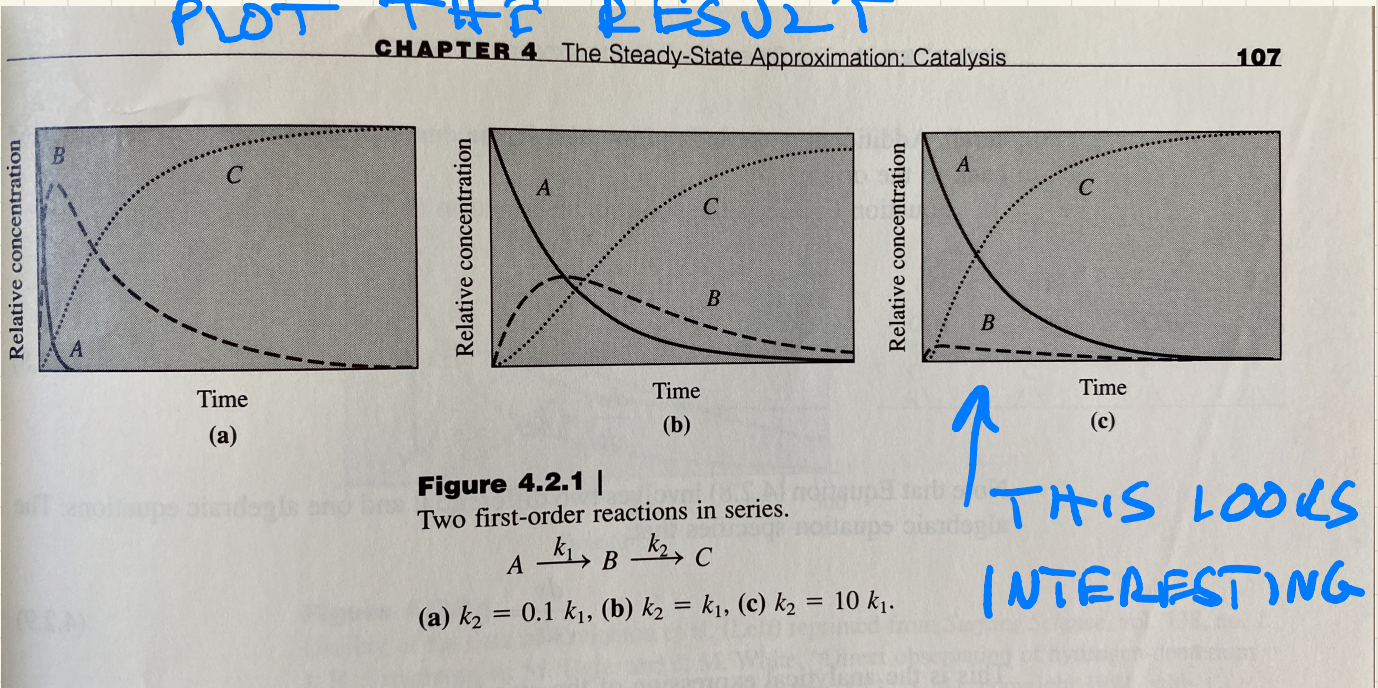 PLOT THE RESULT
CHAPTER 4 The Steady-State Approximation: Catalysis 107
Relative concentration
B
C
A
Time
(a)
Relative concentration
A
C
B
Time
(b)
Relative concentration
A
C
B
Time
(c)
Figure 4.2.1 |
Two first-order reactions in series.
A k₁→ B k₂→ C
(a) k₂ = 0.1 k₁, (b) k₂ = k₁, (c) k₂ = 10 k₁.
THIS LOOKS
INTERESTING